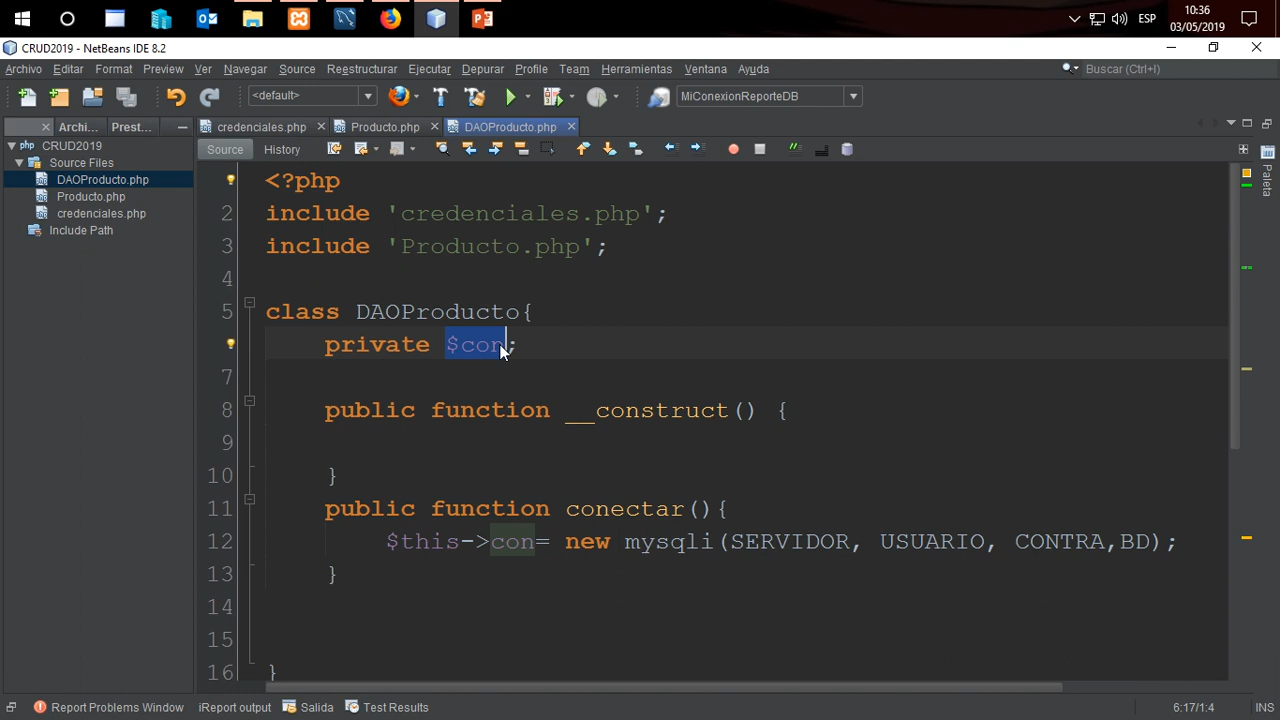 10:36
ESP
03/05/2019
CRUD2019 - NetBeans IDE 8.2
Archivo Editar Format Preview Ver Navegar Source Reestructurar Ejecutar Depurar Profile Team Herramientas Ventana Ayuda
Buscar (Ctrl+I)
<default>
MiConexionReporteDB
Archi... Prest...
credenciales.php Producto.php DAOProducto.php
php CRUD2019
Source Files
DAOProducto.php
Producto.php
credenciales.php
Include Path
Source History
Paleta
<?php
2 include 'credenciales.php';
3 include 'Producto.php';
4
5 class DAOProducto{
private $con;
7
8 public function __construct() {
9
10 }
11 public function conectar(){
12 $this->con= new mysqli(SERVIDOR, USUARIO, CONTRA,BD);
13 }
14
15
16 }
Report Problems Window iReport output Salida Test Results
6:17/1:4 INS